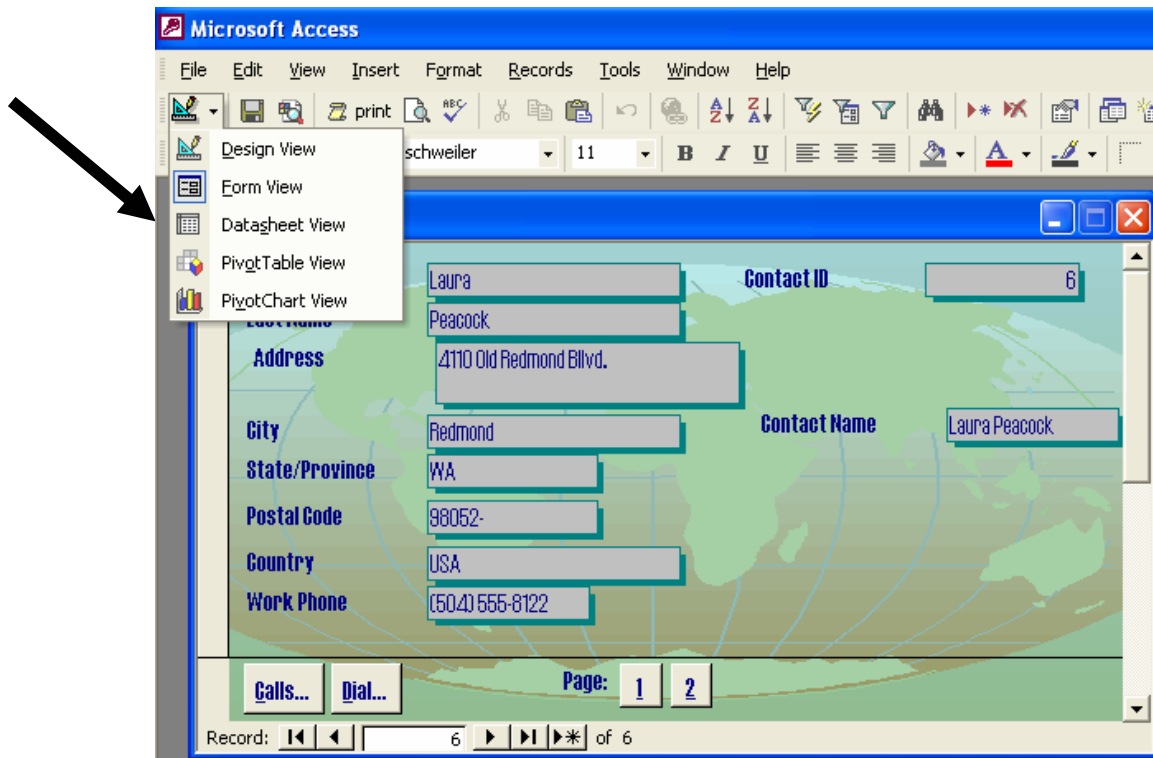 Microsoft Access
File Edit View Insert Format Records Tools Window Help
print ABC A Z Z A
Design View schweiler 11 B I U A
Form View
Datasheet View
PivotTable View
PivotChart View
Laura Contact ID 6
Last Name Peacock
Address 4110 Old Redmond Bllvd.
City Redmond Contact Name Laura Peacock
State/Province WA
Postal Code 98052-
Country USA
Work Phone (504) 555-8122
Calls... Dial... Page: 1 2
Record: 6 of 6